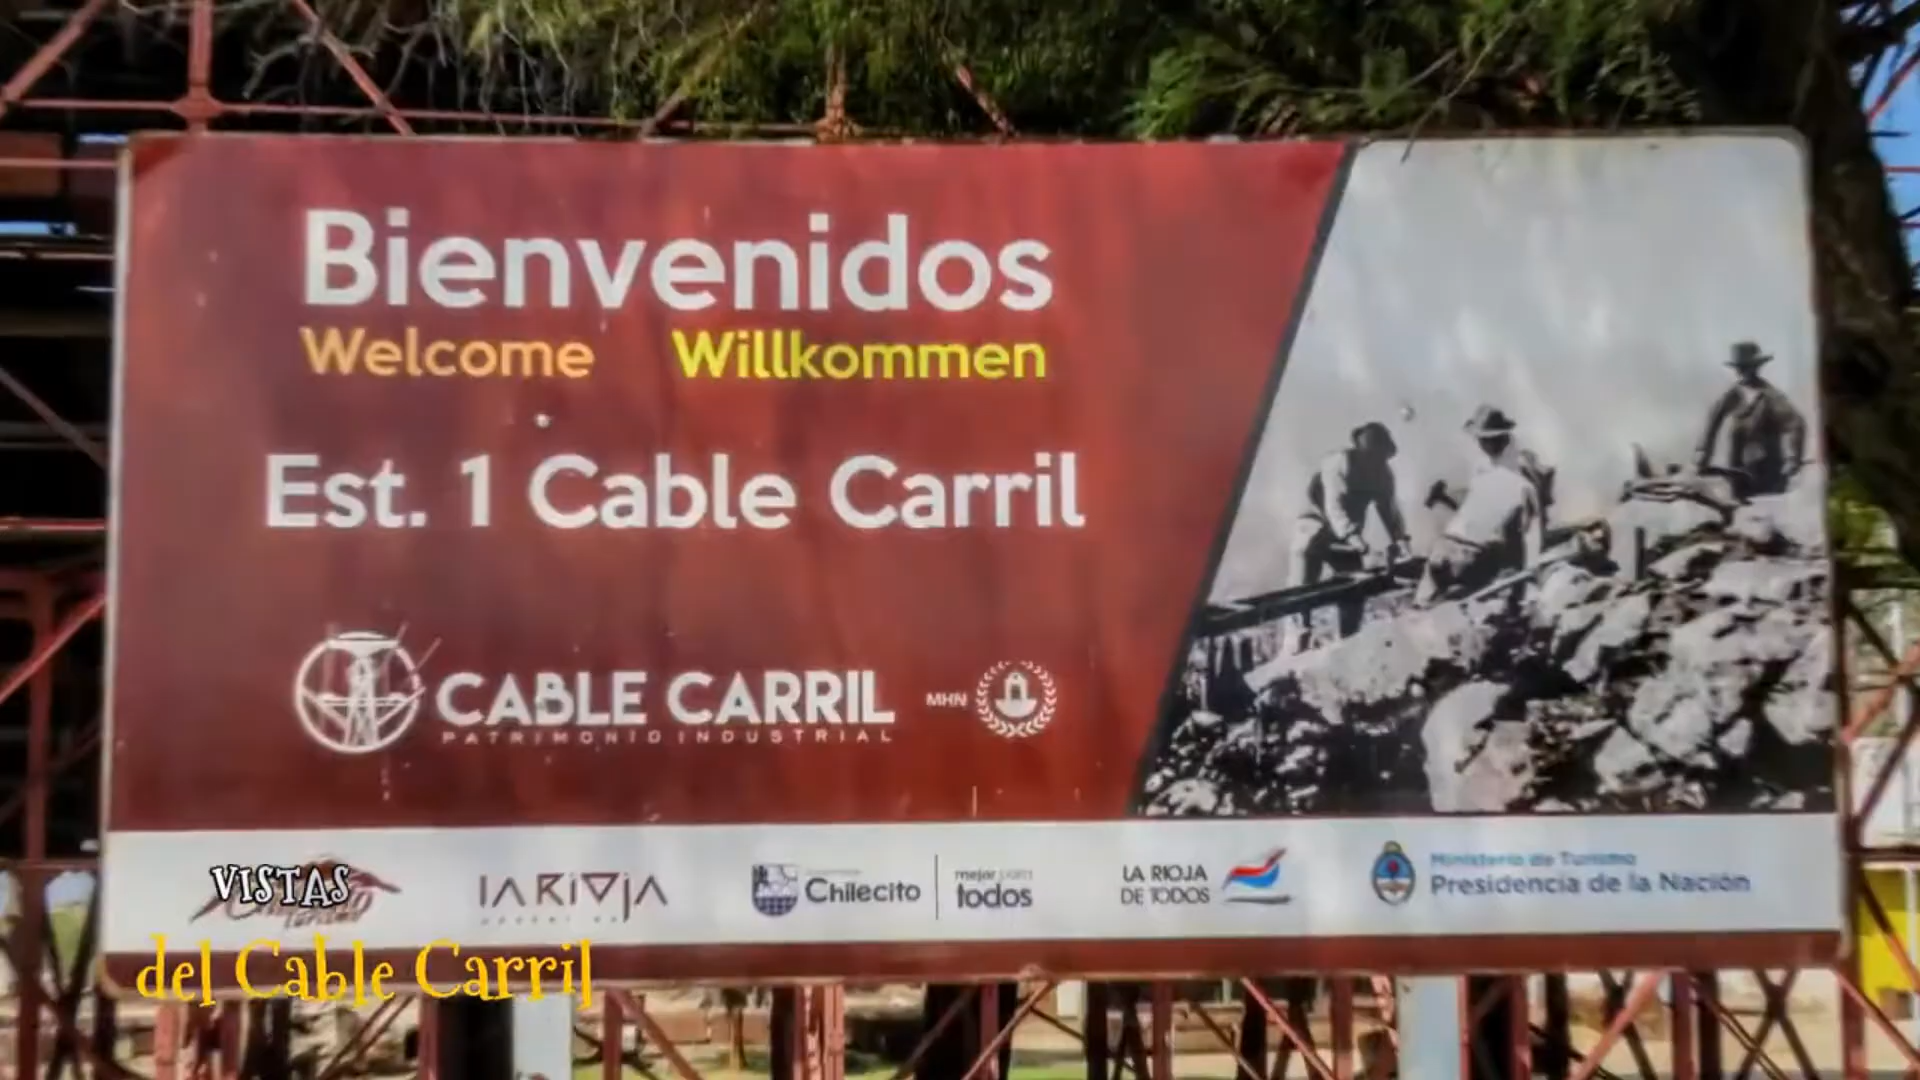 Bienvenidos
Welcome Willkommen
Est. 1 Cable Carril
CABLE CARRIL
PATRIMONIO INDUSTRIAL
MHN
VISTAS
LA RIOJA
Chilecito
mejor para
todos
LA RIOJA
DE TODOS
Ministerio de Turismo
Presidencia de la Nación
del Cable Carril